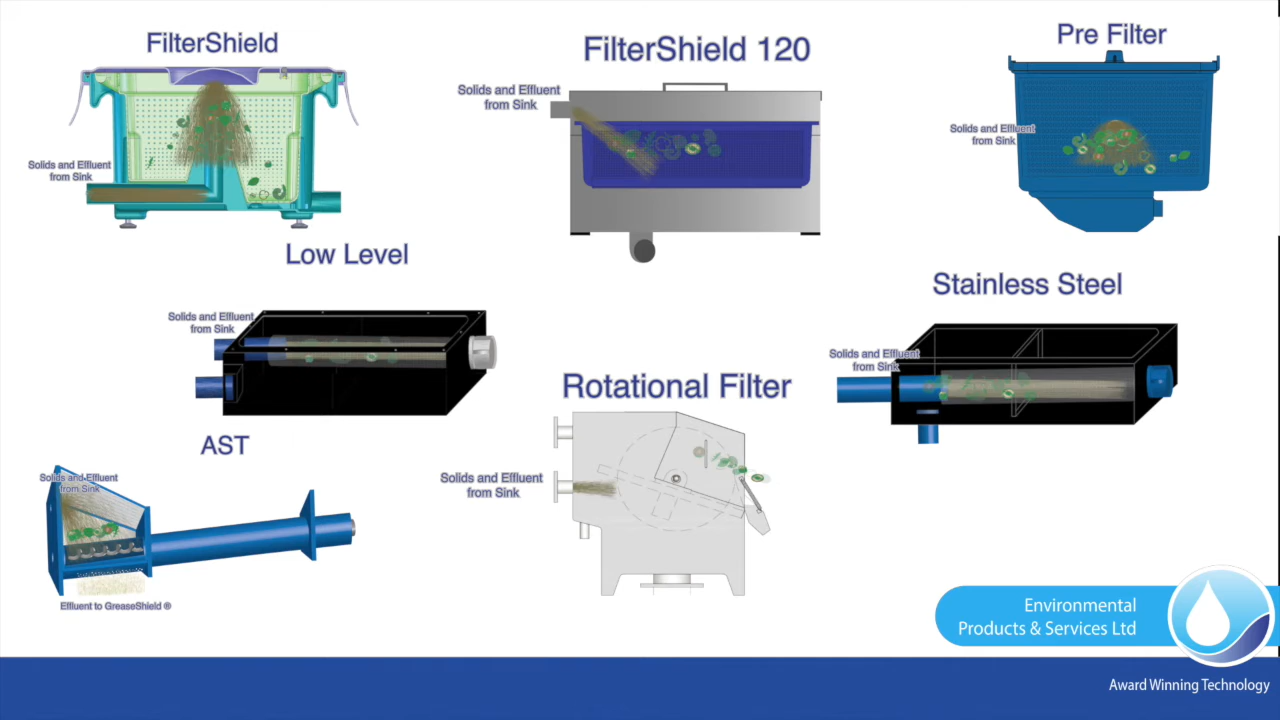 FilterShield
FilterShield 120
Pre Filter
Solids and Effluent
from Sink
Solids and Effluent
from Sink
Solids and Effluent
from Sink
Low Level
Stainless Steel
Solids and Effluent
from Sink
Solids and Effluent
from Sink
Rotational Filter
AST
Solids and Effluent
from Sink
Solids and Effluent
from Sink
Effluent to GreaseShield ®
Environmental
Products & Services Ltd
Award Winning Technology